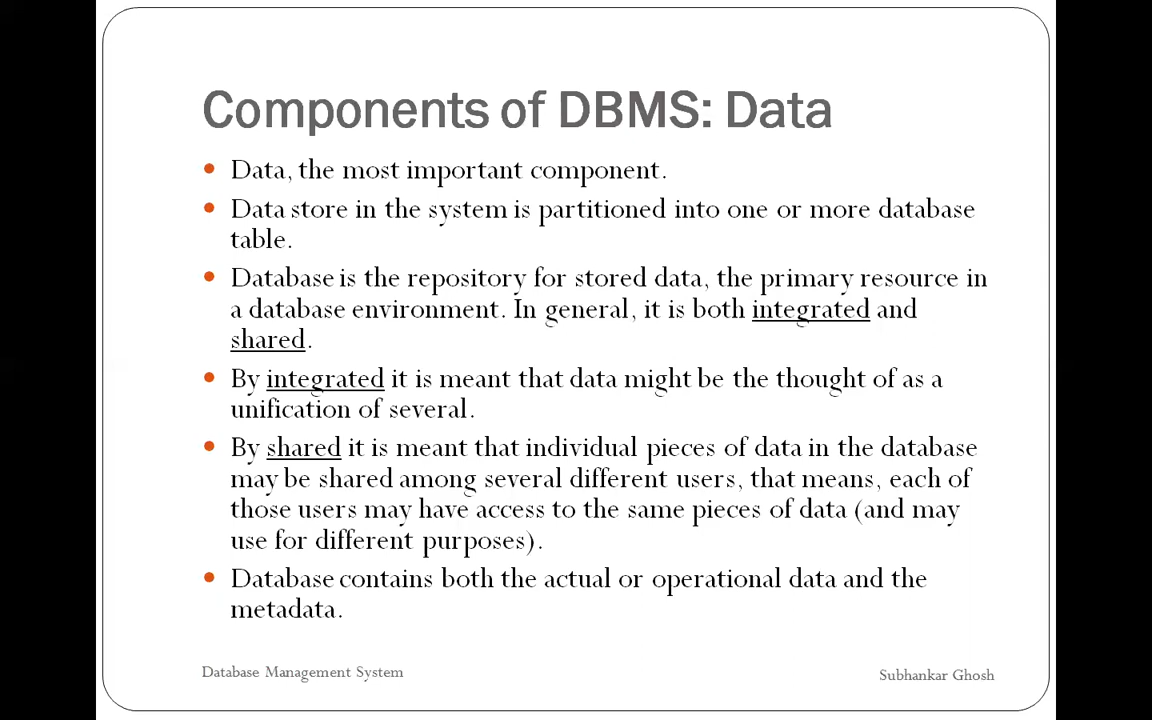 Components of DBMS: Data
• Data, the most important component.
• Data store in the system is partitioned into one or more database
table.
• Database is the repository for stored data, the primary resource in
a database environment. In general, it is both integrated and
shared.
• By integrated it is meant that data might be the thought of as a
unification of several.
• By shared it is meant that individual pieces of data in the database
may be shared among several different users, that means, each of
those users may have access to the same pieces of data (and may
use for different purposes).
• Database contains both the actual or operational data and the
metadata.
Database Management System
Subhankar Ghosh